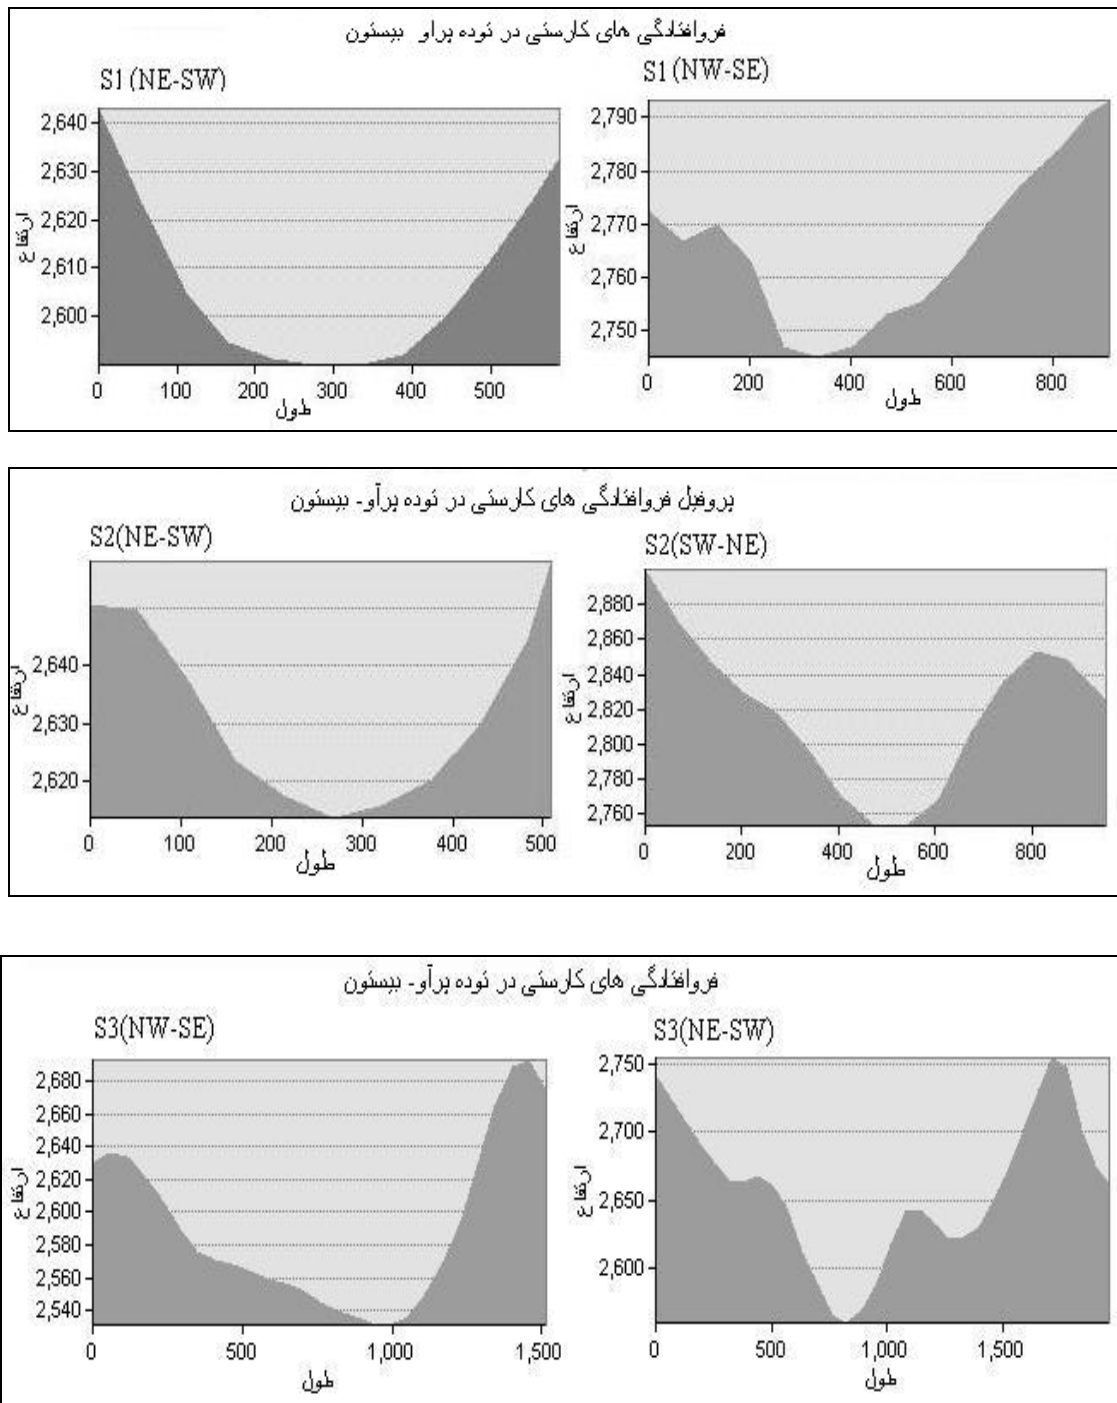 فروافتادگی های کارستی در توده برآو بیستون
S1(NE-SW)
2,640
2,630
2,620
2,610
2,600
ارتفاع
0 100 200 300 400 500
طول
S1(NW-SE)
2,790
2,780
2,770
2,760
2,750
ارتفاع
0 200 400 600 800
طول
پروفیل فروافتادگی های کارستی در توده برآو- بیستون
S2(NE-SW)
2,640
2,630
2,620
ارتفاع
0 100 200 300 400 500
طول
S2(SW-NE)
2,880
2,860
2,840
2,820
2,800
2,780
2,760
ارتفاع
0 200 400 600 800
طول
فروافتادگی های کارستی در توده برآو- بیستون
S3(NW-SE)
2,680
2,660
2,640
2,620
2,600
2,580
2,560
2,540
ارتفاع
0 500 1,000 1,500
طول
S3(NE-SW)
2,750
2,700
2,650
2,600
ارتفاع
0 500 1,000 1,500
طول